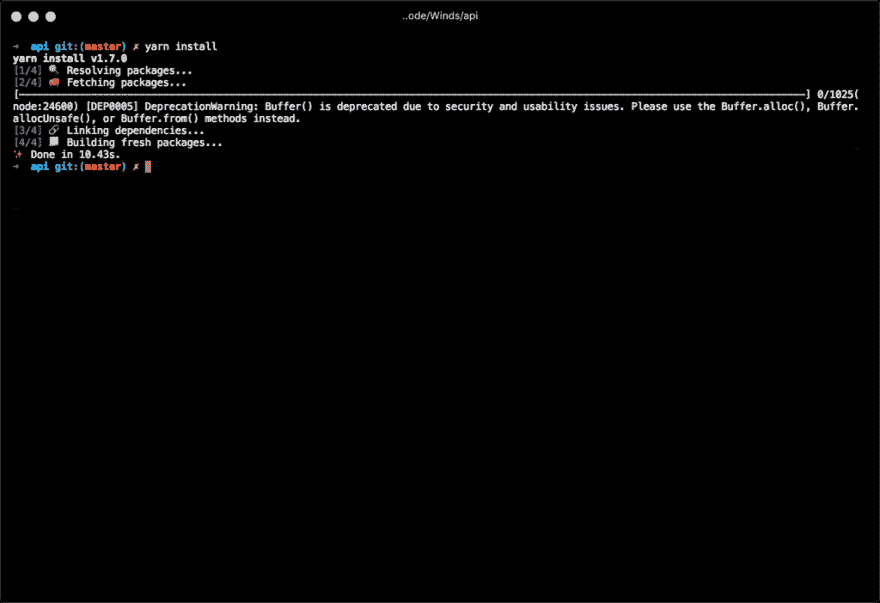 ..ode/Winds/api
→ api git:(master) ✗ yarn install
yarn install v1.7.0
[1/4] 🔍 Resolving packages...
[2/4] 🚚 Fetching packages...
[---------------------------------------------------------------------------------------------------------------------] 0/1025(
node:24600) [DEP0005] DeprecationWarning: Buffer() is deprecated due to security and usability issues. Please use the Buffer.alloc(), Buffer.
allocUnsafe(), or Buffer.from() methods instead.
[3/4] 🔗 Linking dependencies...
[4/4] 📃 Building fresh packages...
✨ Done in 10.43s.
→ api git:(master) ✗